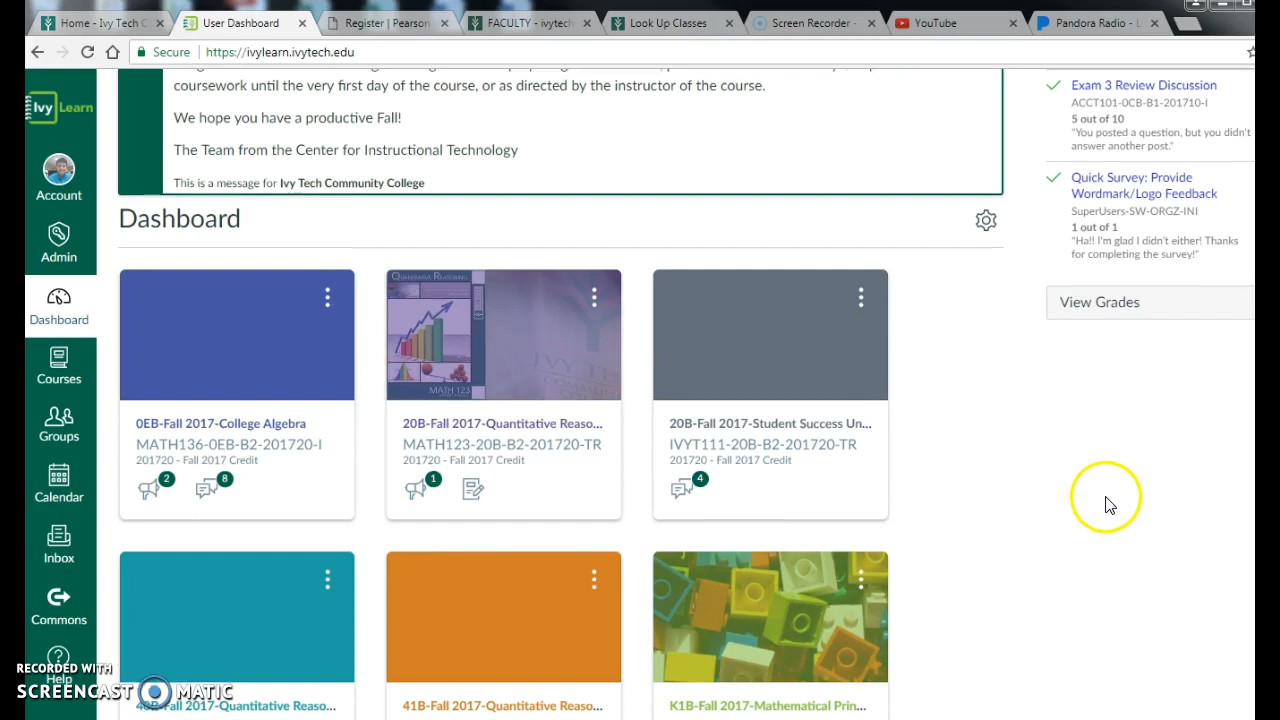 Home - Ivy Tech C
User Dashboard
Register | Pearson
FACULTY - ivytech
Look Up Classes
Screen Recorder -
YouTube
Pandora Radio - L
Secure
https://ivylearn.ivytech.edu
Ivy Learn
Account
Admin
Dashboard
Courses
Groups
Calendar
Inbox
Commons
Help
coursework until the very first day of the course, or as directed by the instructor of the course.
We hope you have a productive Fall!
The Team from the Center for Instructional Technology
This is a message for Ivy Tech Community College
Dashboard
QUANTITATIVE REASONING
MATH 123
0EB-Fall 2017-College Algebra
MATH136-0EB-B2-201720-I
201720 - Fall 2017 Credit
2
8
20B-Fall 2017-Quantitative Reaso...
MATH123-20B-B2-201720-TR
201720 - Fall 2017 Credit
1
20B-Fall 2017-Student Success Un...
IVYT111-20B-B2-201720-TR
201720 - Fall 2017 Credit
4
Fall 2017-Quantitative Reaso...
41B-Fall 2017-Quantitative Reaso...
K1B-Fall 2017-Mathematical Prin...
Exam 3 Review Discussion
ACCT101-0CB-B1-201710-I
5 out of 10
"You posted a question, but you didn't
answer another post."
Quick Survey: Provide
Wordmark/Logo Feedback
SuperUsers-SW-ORGZ-INI
1 out of 1
"Ha!! I'm glad I didn't either! Thanks
for completing the survey!"
View Grades
RECORDED WITH
SCREENCAST MATIC